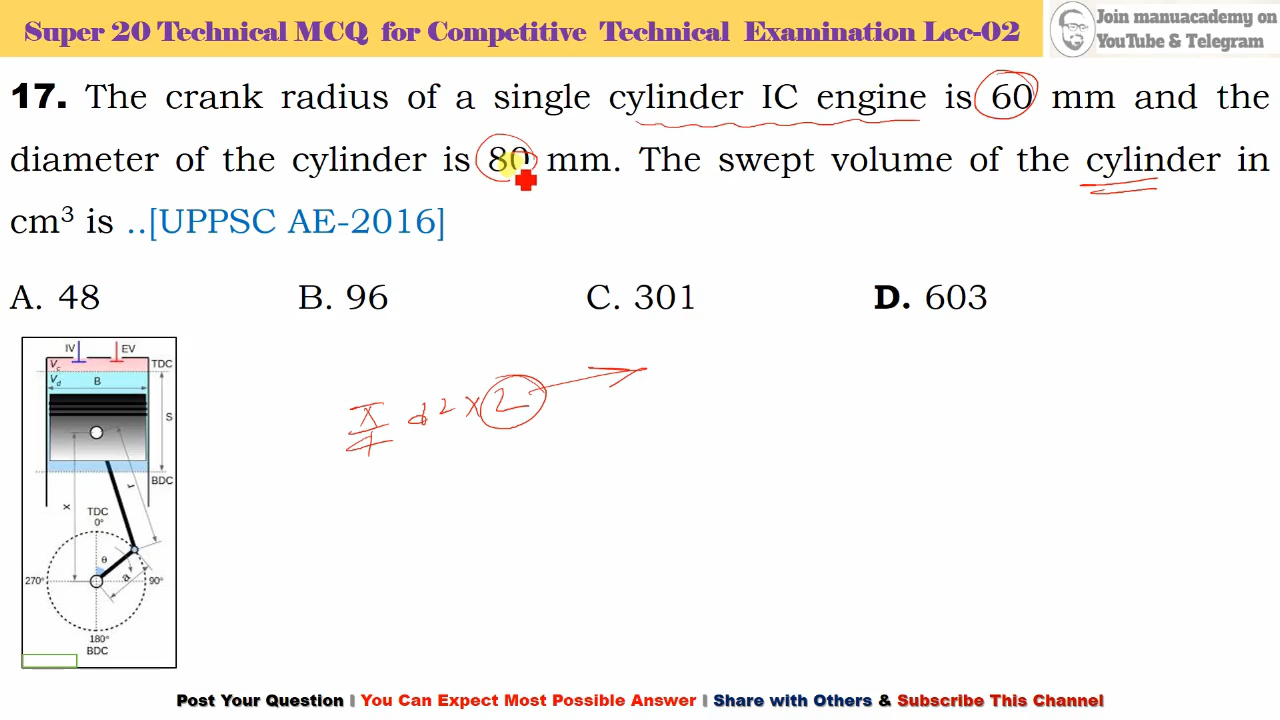 Super 20 Technical MCQ for Competitive Technical Examination Lec-02
Join manuacademy on
YouTube & Telegram
17. The crank radius of a single cylinder IC engine is 60 mm and the
diameter of the cylinder is 80 mm. The swept volume of the cylinder in
cm³ is ..[UPPSC AE-2016]
A. 48 B. 96 C. 301 D. 603
IV EV
Vc TDC
Vd B
S
BDC
x l
TDC
0°
θ
a
270° 90°
180°
BDC
π/4 d² ×
Post Your Question | You Can Expect Most Possible Answer | Share with Others & Subscribe This Channel